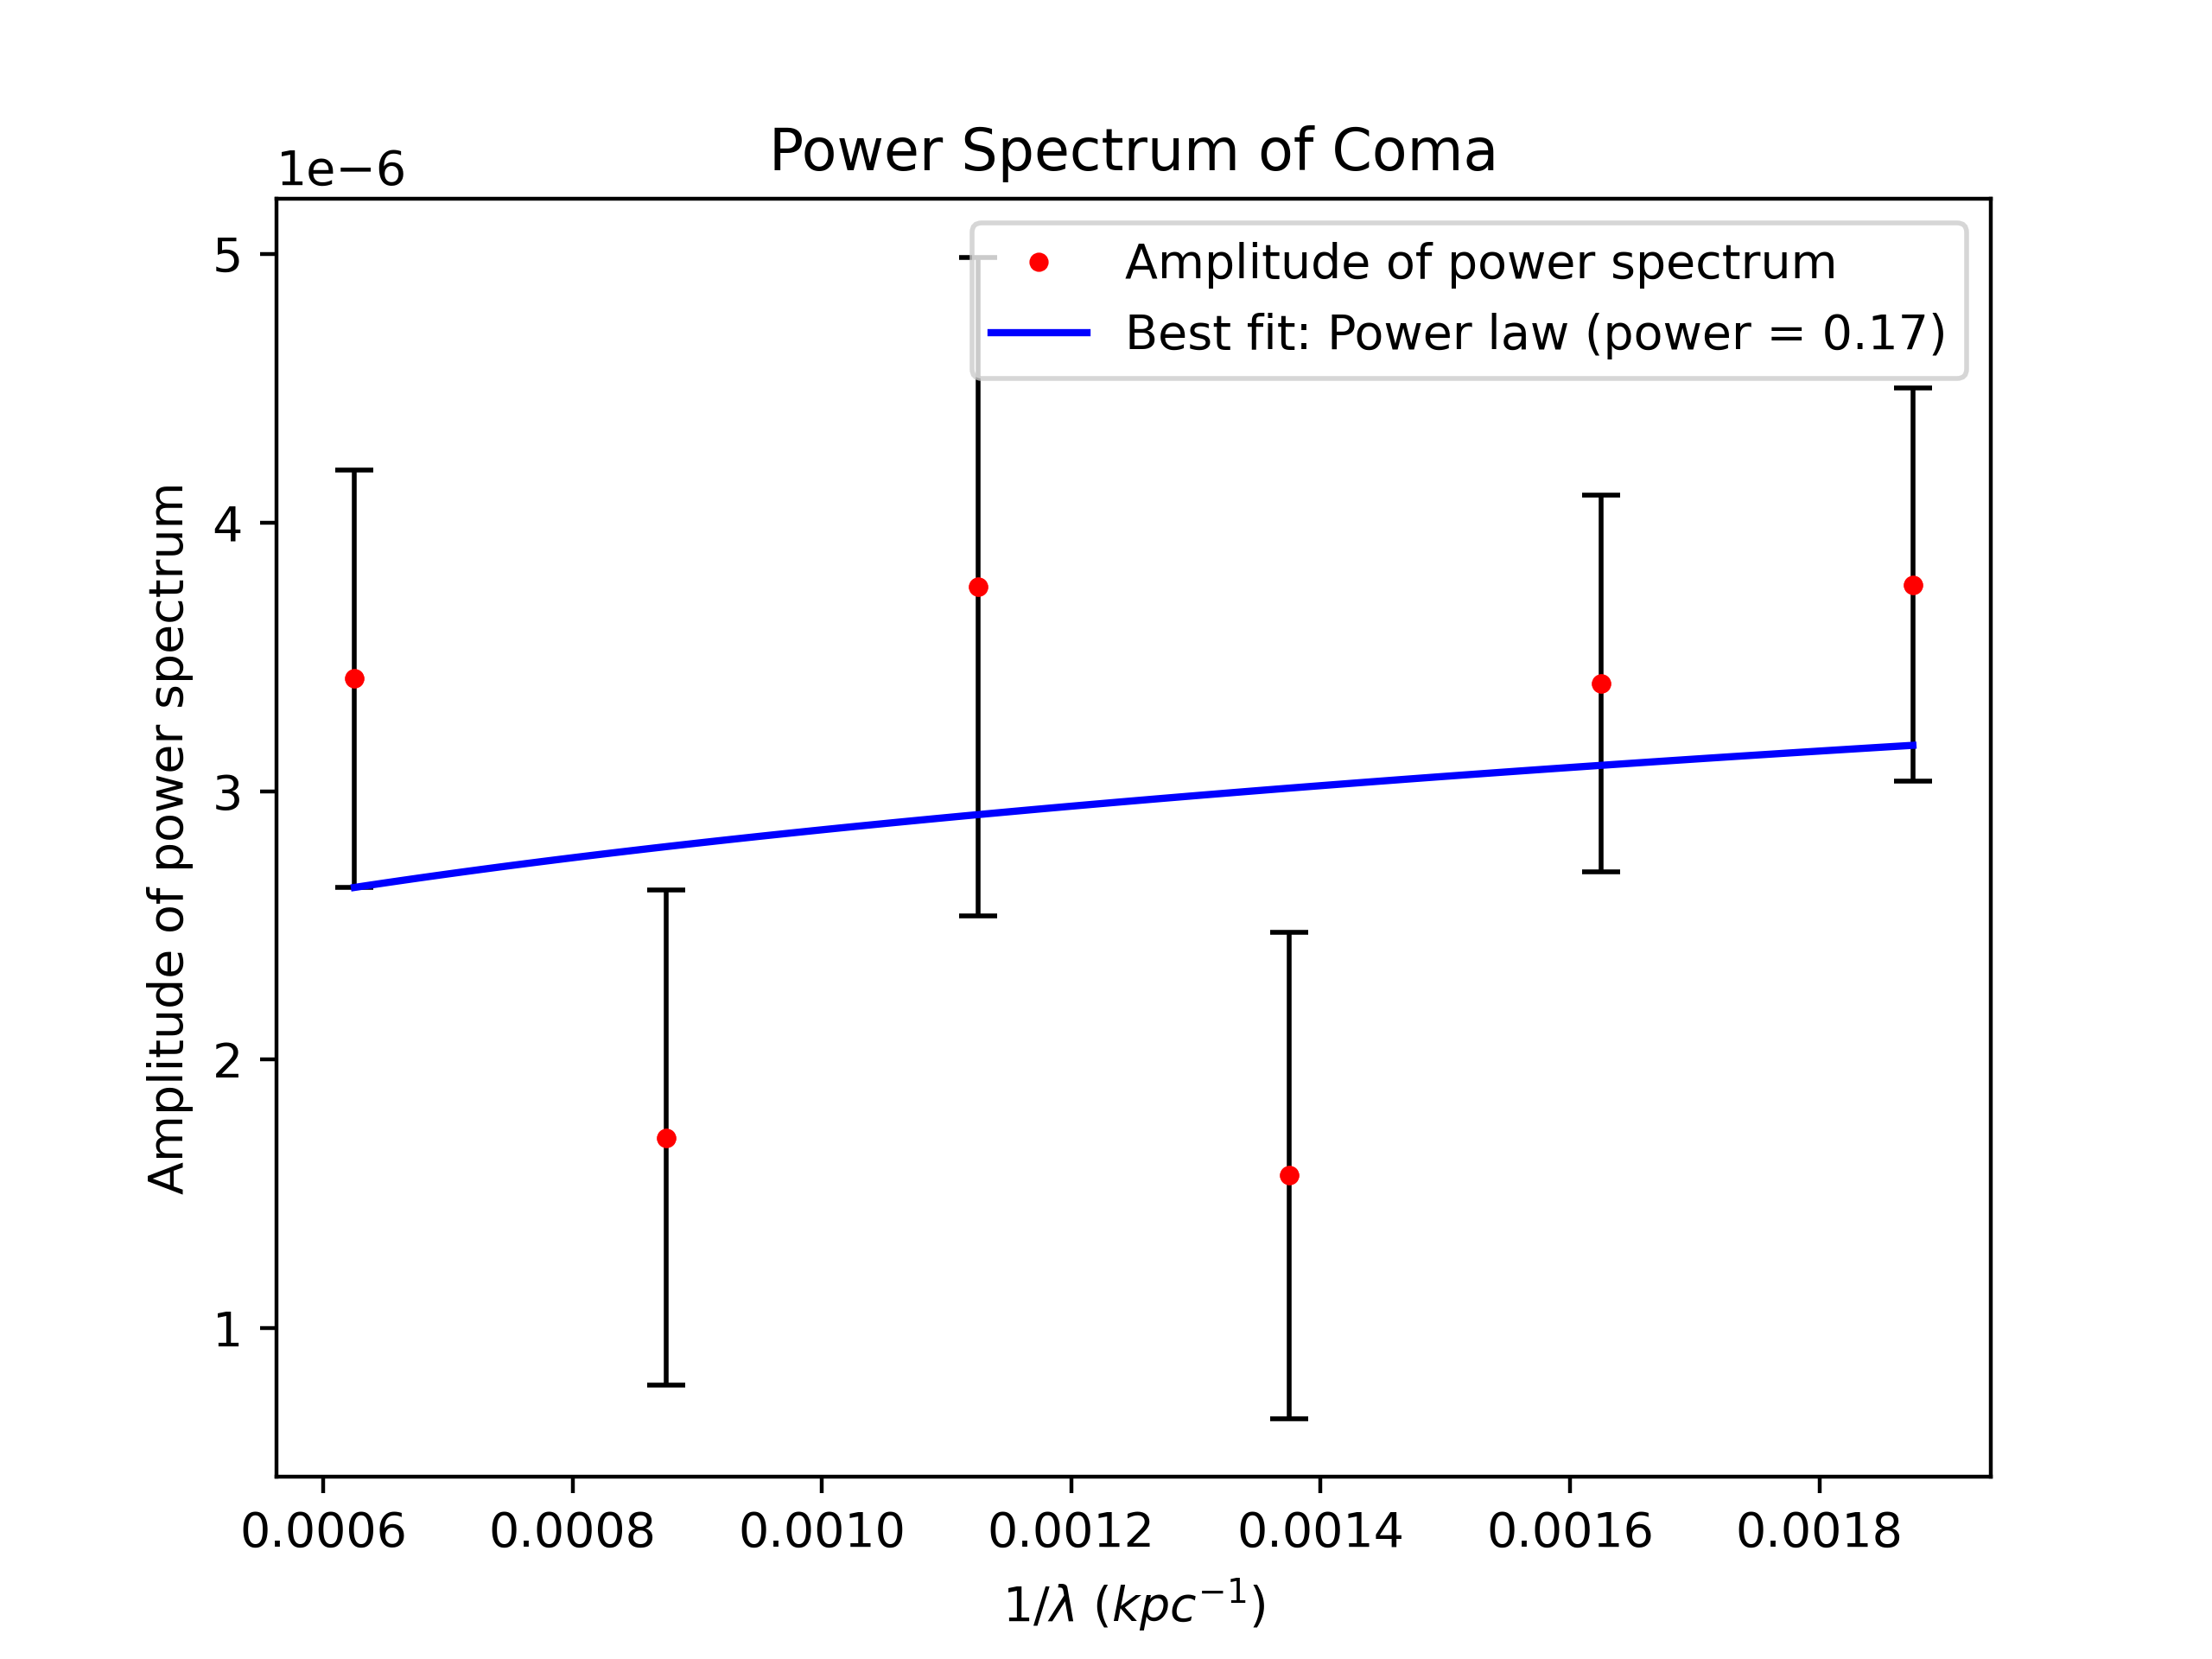 Power Spectrum of Coma
1e−6
Amplitude of power spectrum
Best fit: Power law (power = 0.17)
5
4
3
2
1
Amplitude of power spectrum
0.0006 0.0008 0.0010 0.0012 0.0014 0.0016 0.0018
1/λ (kpc⁻¹)